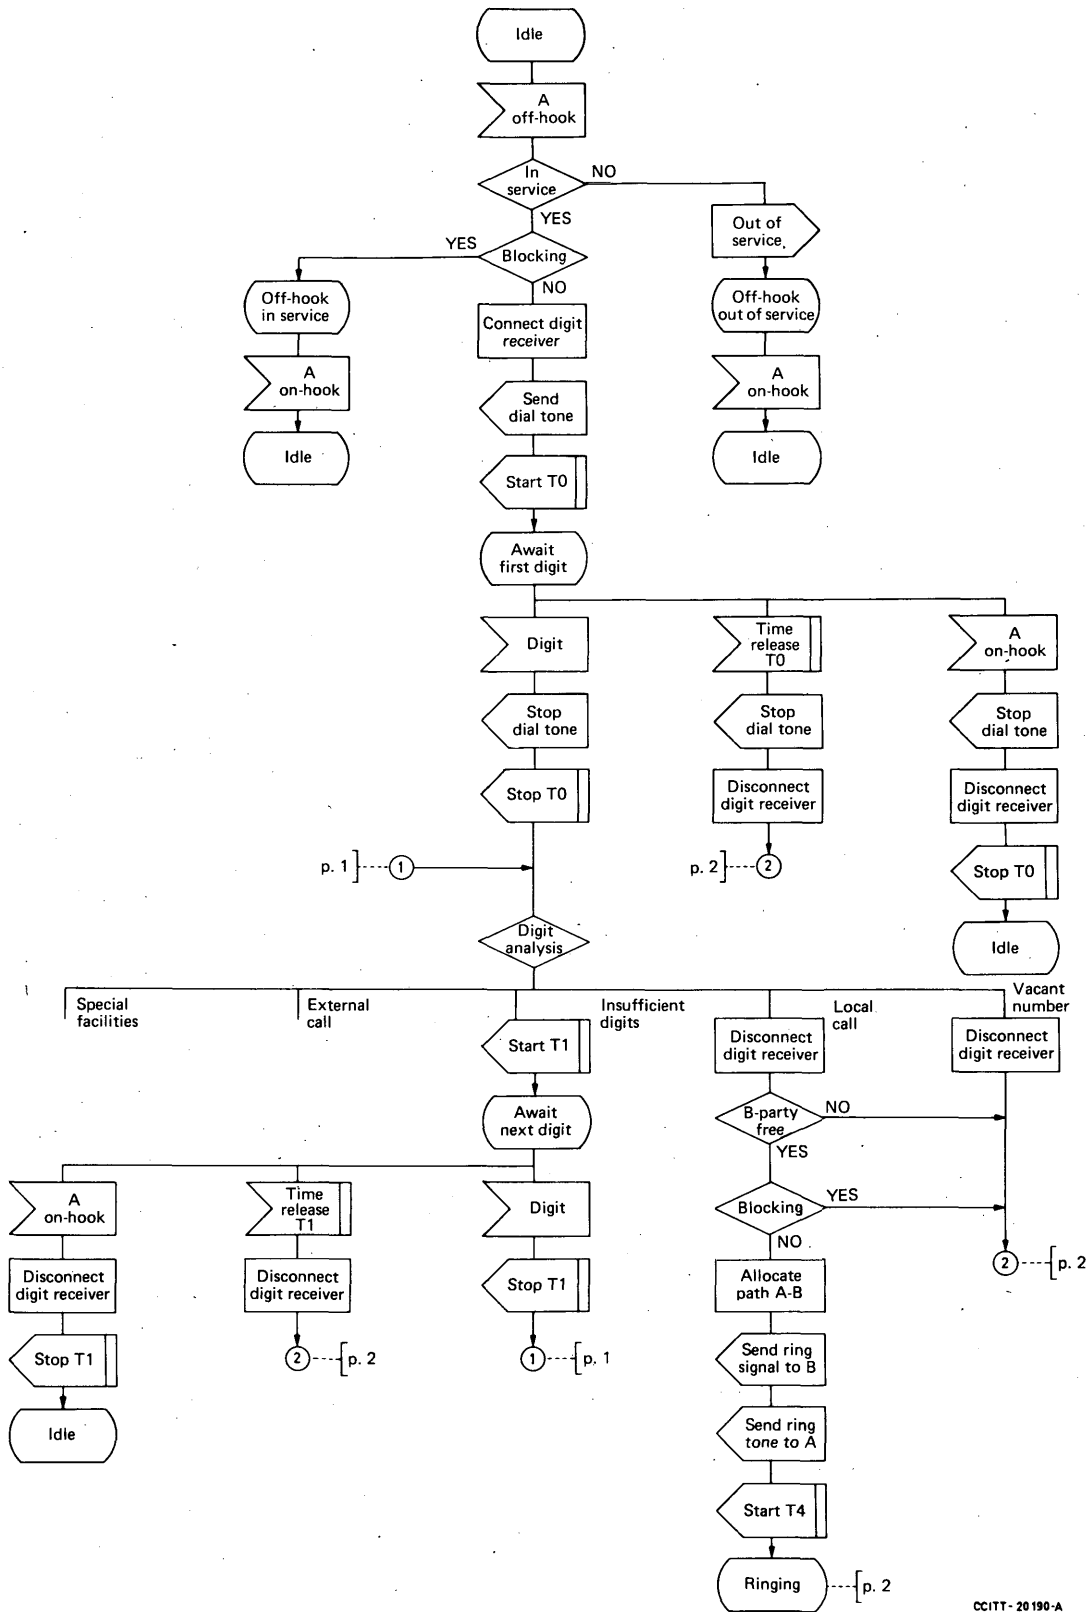 Idle
A
off-hook
In
service
NO
YES
Out of
service
YES
Blocking
NO
Off-hook
in service
Connect digit
receiver
Off-hook
out of service
A
on-hook
Send
dial tone
A
on-hook
Idle
Start T0
Idle
Await
first digit
Digit
Time
release
T0
A
on-hook
Stop
dial tone
Stop
dial tone
Stop
dial tone
Stop T0
Disconnect
digit receiver
Disconnect
digit receiver
p. 1
1
p. 2
2
Stop T0
Digit
analysis
Idle
Special
facilities
External
call
Insufficient
digits
Local
call
Vacant
number
Start T1
Disconnect
digit receiver
Disconnect
digit receiver
Await
next digit
B-party
free
NO
YES
A
on-hook
Time
release
T1
Digit
Blocking
YES
NO
Disconnect
digit receiver
Disconnect
digit receiver
Stop T1
Allocate
path A-B
2
p. 2
Stop T1
2
p. 2
1
p. 1
Send ring
signal to B
Idle
Send ring
tone to A
Start T4
Ringing
p. 2
CCITT - 20190-A